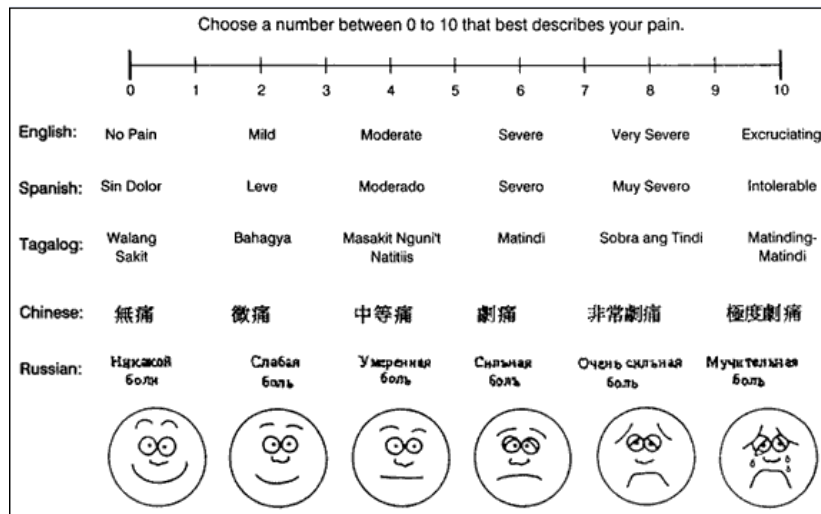 Choose a number between 0 to 10 that best describes your pain.
0 1 2 3 4 5 6 7 8 9 10
English: No Pain Mild Moderate Severe Very Severe Excruciating
Spanish: Sin Dolor Leve Moderado Severo Muy Severo Intolerable
Tagalog: Walang Sakit Bahagya Masakit Nguni't Natitiis Matindi Sobra ang Tindi Matinding-Matindi
Chinese: 無痛 微痛 中等痛 劇痛 非常劇痛 極度劇痛
Russian: Никакой боли Слабая боль Умеренная боль Сильная боль Очень сильная боль Мучительная боль